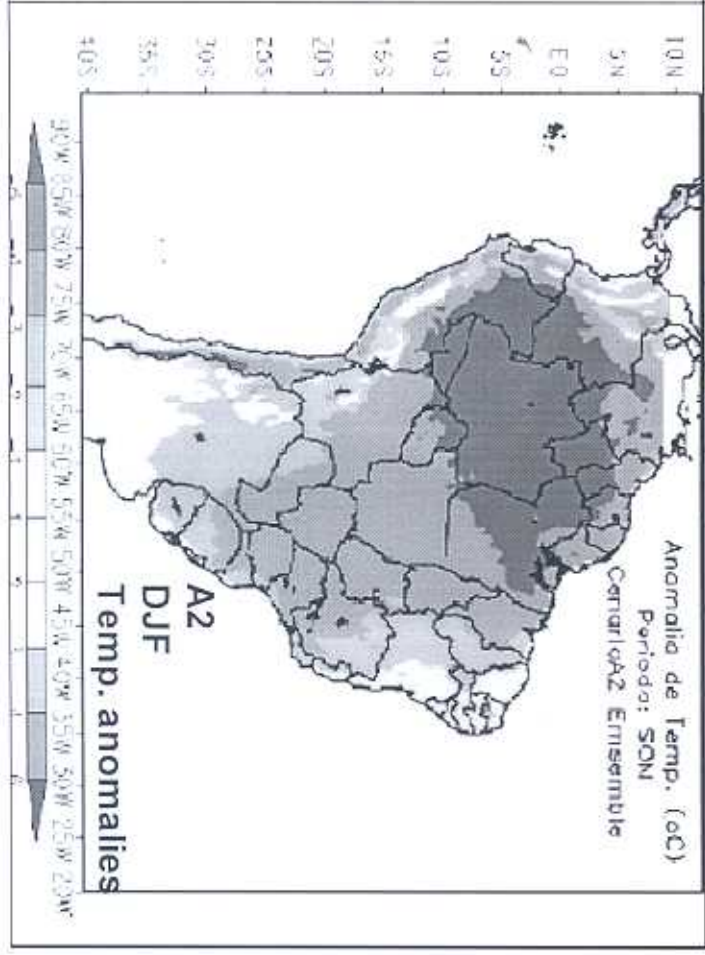 Anomalia de Temp. (oC)
Periodo: SON
CenarioA2 Emsemble
10N
5N
EQ
5S
10S
15S
20S
25S
30S
35S
40S
A2
DJF
Temp. anomalies
90W 85W 80W 75W 70W 65W 60W 55W 50W 45W 40W 35W 30W 25W 20W